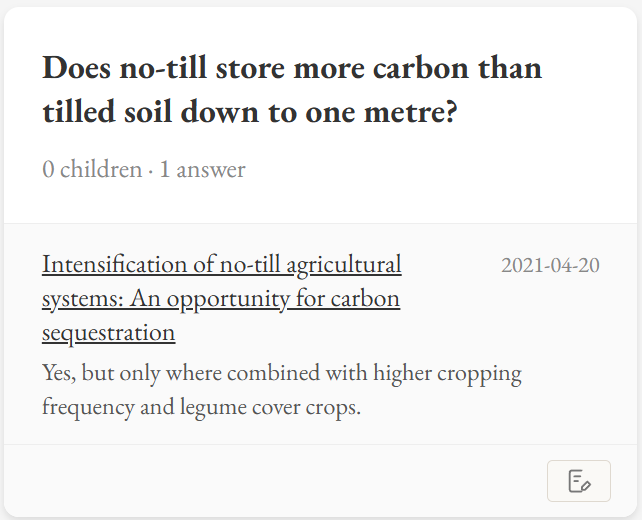 Does no-till store more carbon than
tilled soil down to one metre?
0 children · 1 answer
Intensification of no-till agricultural
systems: An opportunity for carbon
sequestration
2021-04-20
Yes, but only where combined with higher cropping
frequency and legume cover crops.